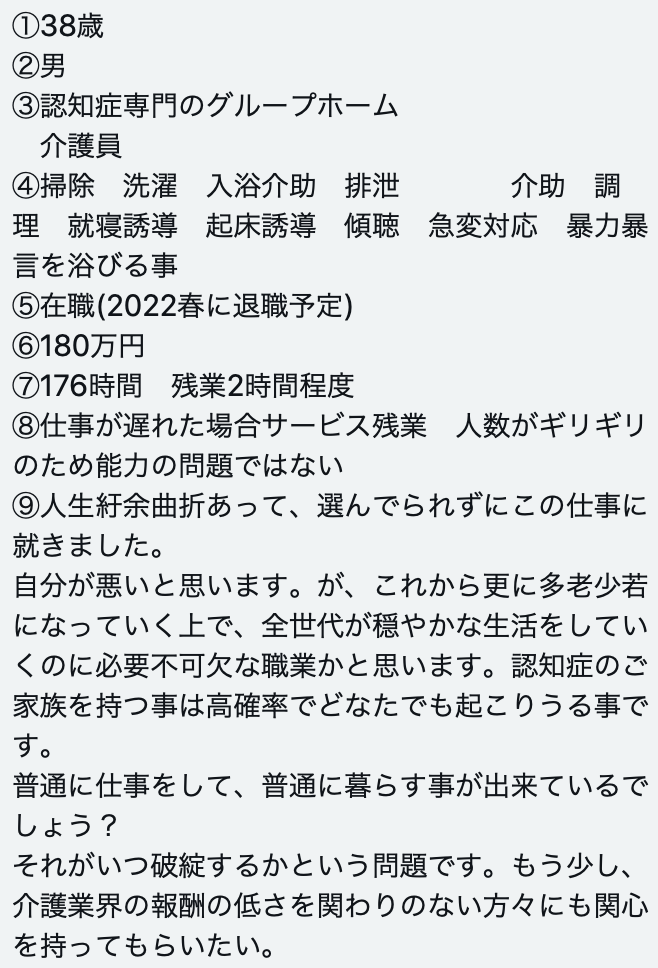 ①38歳
②男
③認知症専門のグループホーム
　介護員
④掃除　洗濯　入浴介助　排泄　　　　介助　調
理　就寝誘導　起床誘導　傾聴　急変対応　暴力暴
言を浴びる事
⑤在職(2022春に退職予定)
⑥180万円
⑦176時間　残業2時間程度
⑧仕事が遅れた場合サービス残業　人数がギリギリ
のため能力の問題ではない
⑨人生紆余曲折あって、選んでられずにこの仕事に
就きました。
自分が悪いと思います。が、これから更に多老少若
になっていく上で、全世代が穏やかな生活をしてい
くのに必要不可欠な職業かと思います。認知症のご
家族を持つ事は高確率でどなたでも起こりうる事で
す。
普通に仕事をして、普通に暮らす事が出来ているで
しょう？
それがいつ破綻するかという問題です。もう少し、
介護業界の報酬の低さを関わりのない方々にも関心
を持ってもらいたい。